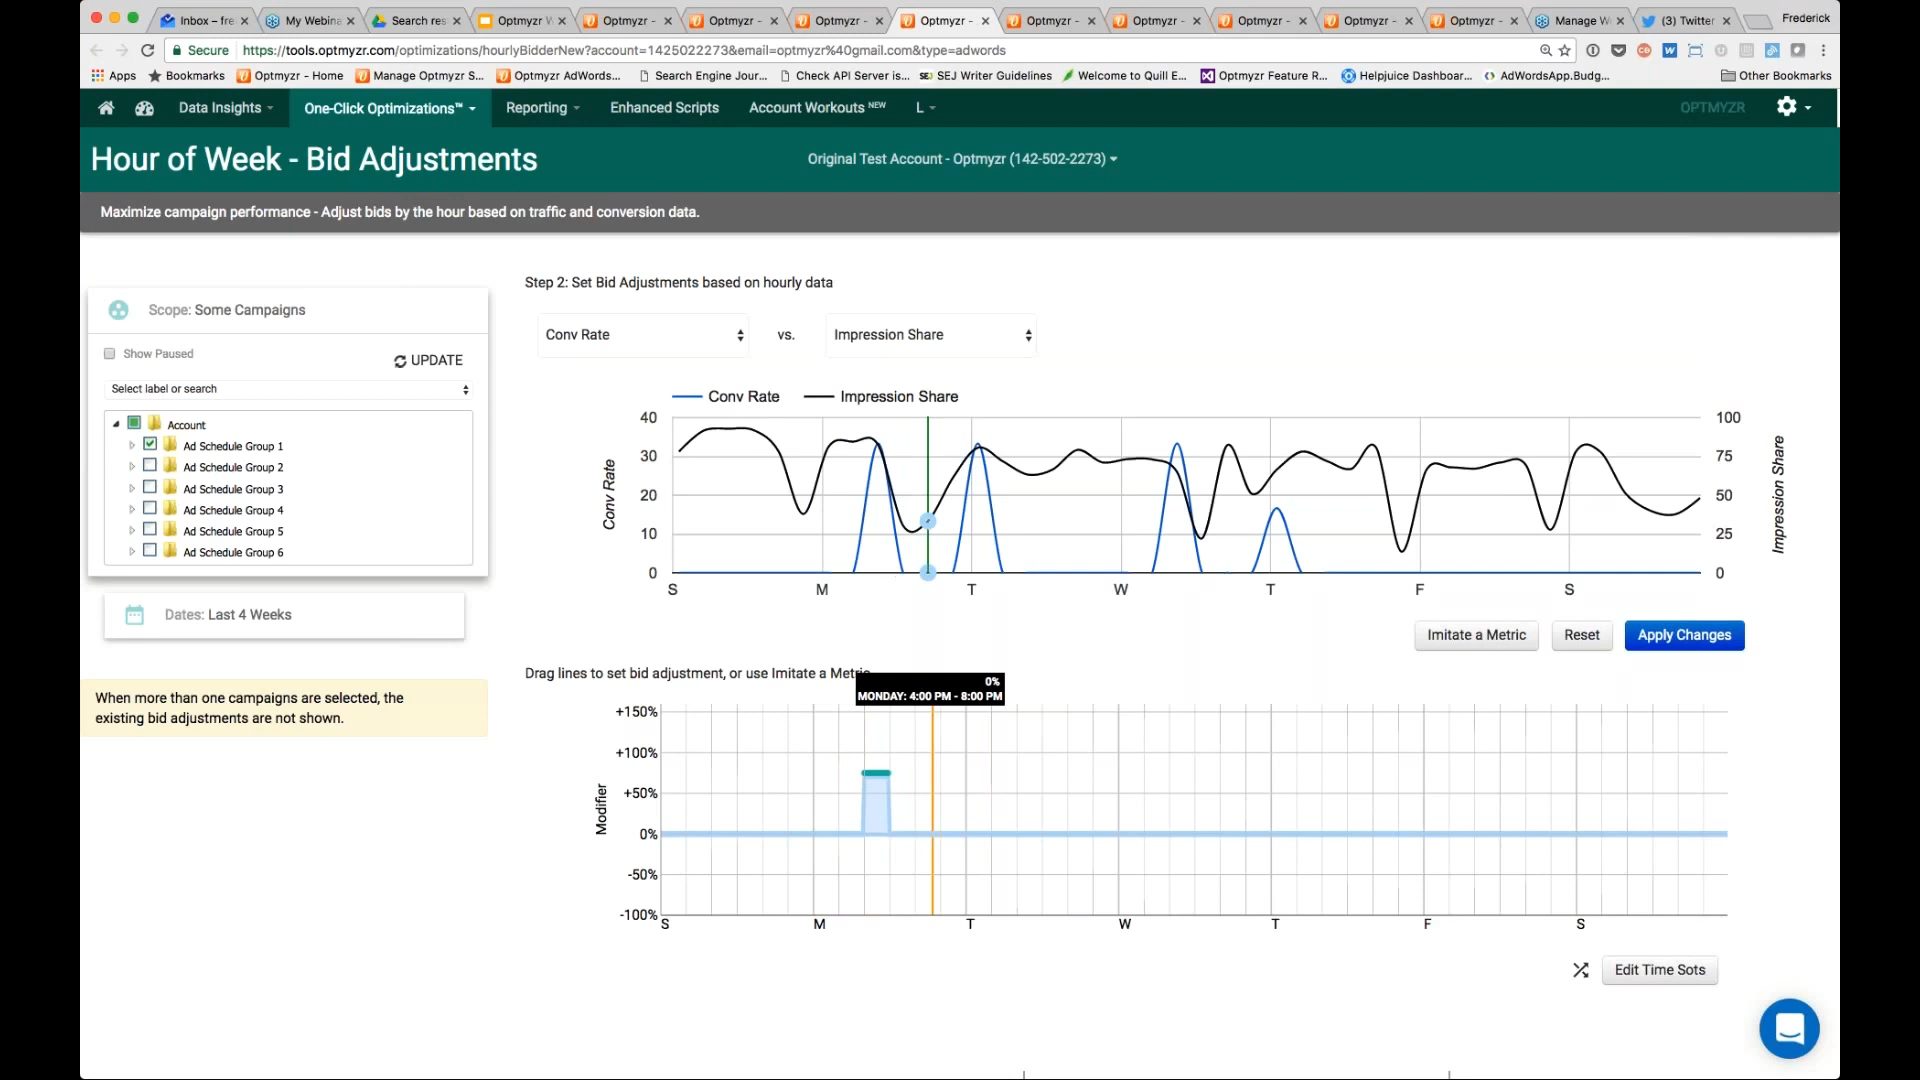 Inbox – fre
My Webina
Search res
Optmyzr W
Optmyzr -
Optmyzr -
Optmyzr -
Optmyzr -
Optmyzr -
Optmyzr -
Optmyzr -
Optmyzr -
Optmyzr -
Manage W
(3) Twitter
Frederick
Secure
https://tools.optmyzr.com/optimizations/hourlyBidderNew?account=1425022273&email=optmyzr%40gmail.com&type=adwords
Apps
Bookmarks
Optmyzr - Home
Manage Optmyzr S...
Optmyzr AdWords...
Search Engine Jour...
Check API Server is...
SEJ Writer Guidelines
Welcome to Quill E...
Optmyzr Feature R...
Helpjuice Dashboar...
AdWordsApp.Budg...
Other Bookmarks
Data Insights
One-Click Optimizations™
Reporting
Enhanced Scripts
Account Workouts NEW
L
OPTMYZR
Hour of Week - Bid Adjustments
Original Test Account - Optmyzr (142-502-2273)
Maximize campaign performance - Adjust bids by the hour based on traffic and conversion data.
Scope: Some Campaigns
Show Paused
UPDATE
Select label or search
Account
Ad Schedule Group 1
Ad Schedule Group 2
Ad Schedule Group 3
Ad Schedule Group 4
Ad Schedule Group 5
Ad Schedule Group 6
Dates: Last 4 Weeks
When more than one campaigns are selected, the
existing bid adjustments are not shown.
Step 2: Set Bid Adjustments based on hourly data
Conv Rate
vs.
Impression Share
Conv Rate
Impression Share
40
30
20
10
0
Conv Rate
100
75
50
25
0
Impression Share
S M T W T F S
Imitate a Metric
Reset
Apply Changes
Drag lines to set bid adjustment, or use Imitate a Metric
0%
MONDAY: 4:00 PM - 8:00 PM
+150%
+100%
+50%
0%
-50%
-100%
Modifier
S M T W T F S
Edit Time Sots